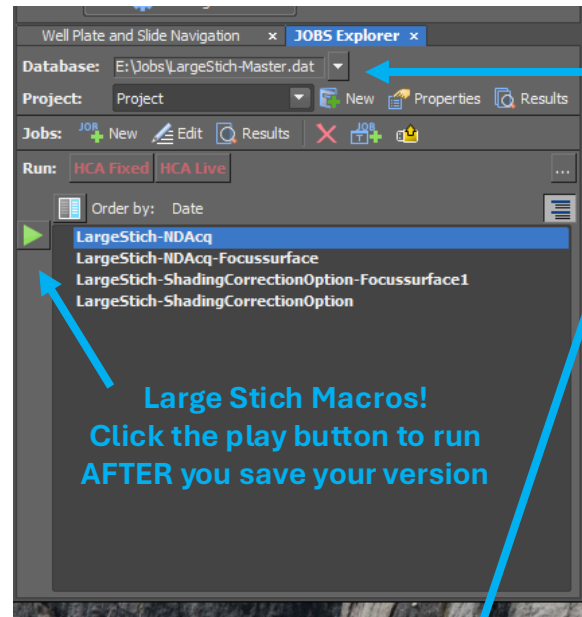 Well Plate and Slide Navigation × JOBS Explorer ×
Database: E:\Jobs\LargeStich-Master.dat
Project: Project New Properties Results
Jobs: JOB New Edit Results
Run: HCA Fixed HCA Live ...
Order by: Date
LargeStich-NDAcq
LargeStich-NDAcq-Focussurface
LargeStich-ShadingCorrectionOption-Focussurface1
LargeStich-ShadingCorrectionOption
Large Stich Macros!
Click the play button to run
AFTER you save your version